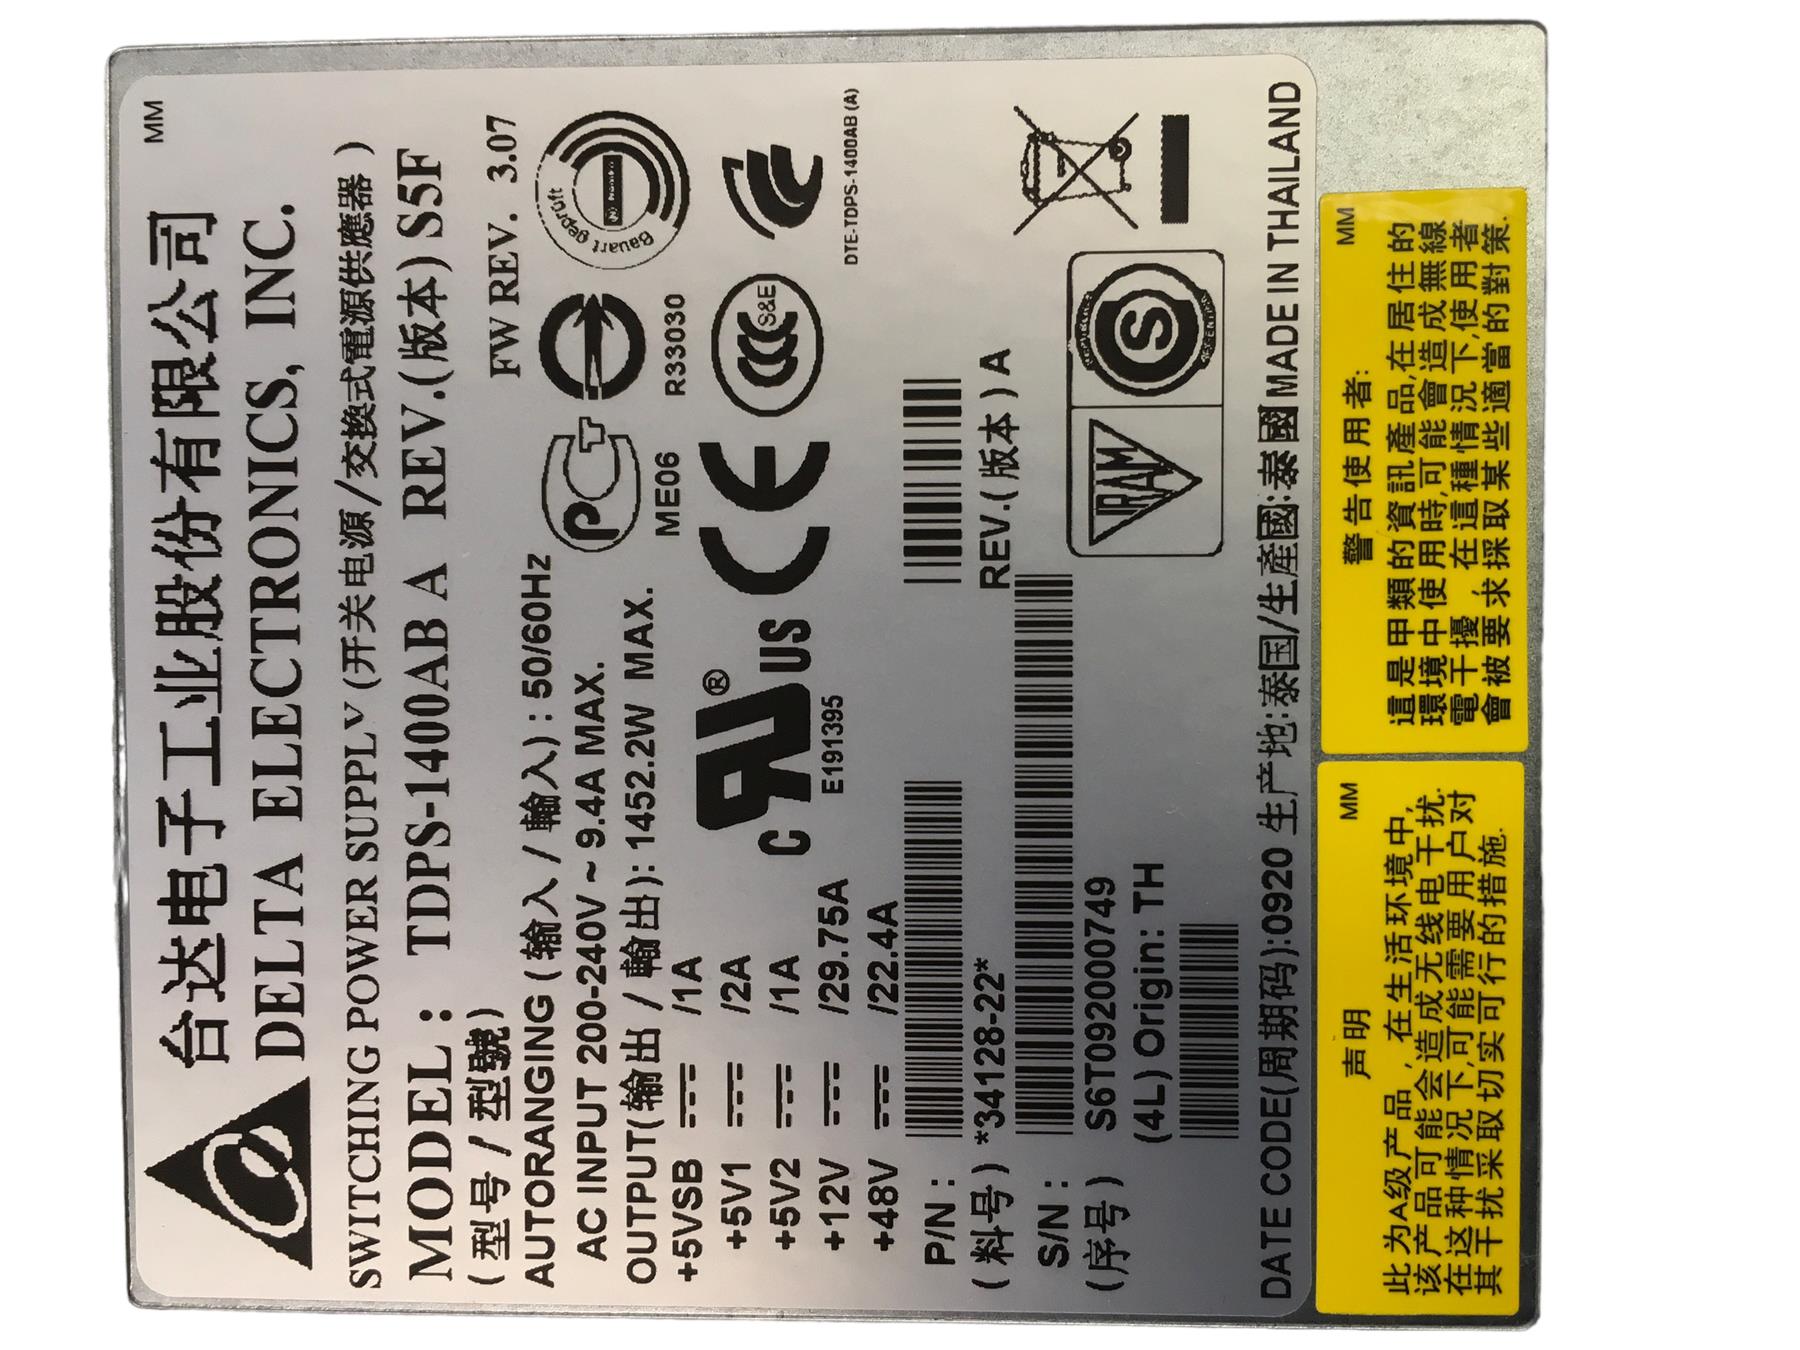 MM
台达电子工业股份有限公司
DELTA ELECTRONICS, INC.
SWITCHING POWER SUPPLY (开关电源/交換式電源供應器)
MODEL : TDPS-1400AB A REV.(版本) S5F
(型号/型號)
FW REV. 3.07
AUTORANGING (输入/輸入) : 50/60Hz
AC INPUT 200-240V ~ 9.4A MAX.
OUTPUT(输出/輸出): 1452.2W MAX.
+5VSB /1A
+5V1 /2A
+5V2 /1A
+12V /29.75A
+48V /22.4A
PCT
ME06
R33030
Bauart geprüft
c RU ® US
E191395
CE
CCC S&E
DTE-TDPS-1400AB (A)
P/N :
(料号) *34128-22*
REV.(版本) A
S/N :
(序号) S6T0920000749
(4L) Origin: TH
IRAM
S
DATE CODE(周期码):0920 生产地:泰国/生產國:泰國 MADE IN THAILAND
MM
声明
此为A级产品，在生活环境中,
该产品可能会造成无线电干扰.
在这种情况下,可能需要用户对
其干扰采取切实可行的措施.
MM
警告使用者:
這是甲類的資訊產品,在居住的
環境中使用時,可能會造成無線
電干擾，在這種情況下,使用者
會被要求採取某些適當的對策.